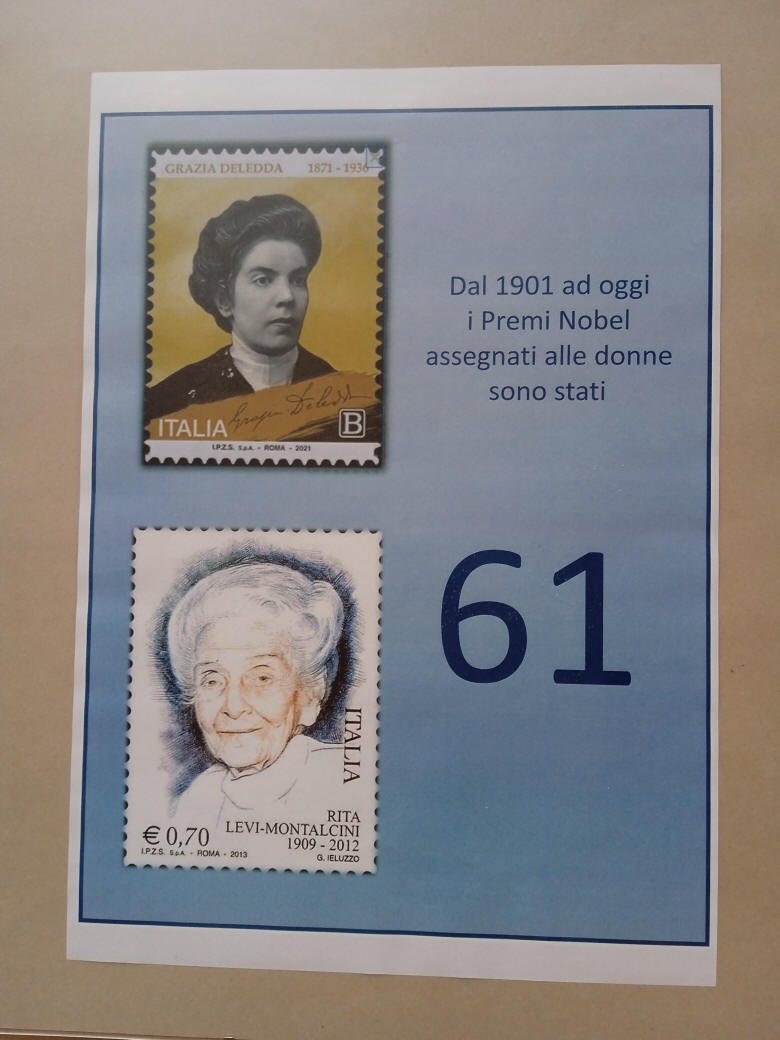 GRAZIA DELEDDA 1871 - 1936
ITALIA
Grazia Deledda
B
I.P.Z.S. S.p.A. - ROMA - 2021
Dal 1901 ad oggi
i Premi Nobel
assegnati alle donne
sono stati
61
ITALIA
RITA
LEVI-MONTALCINI
1909 - 2012
€ 0,70
I.P.Z.S. S.p.A. - ROMA - 2013
G. IELUZZO